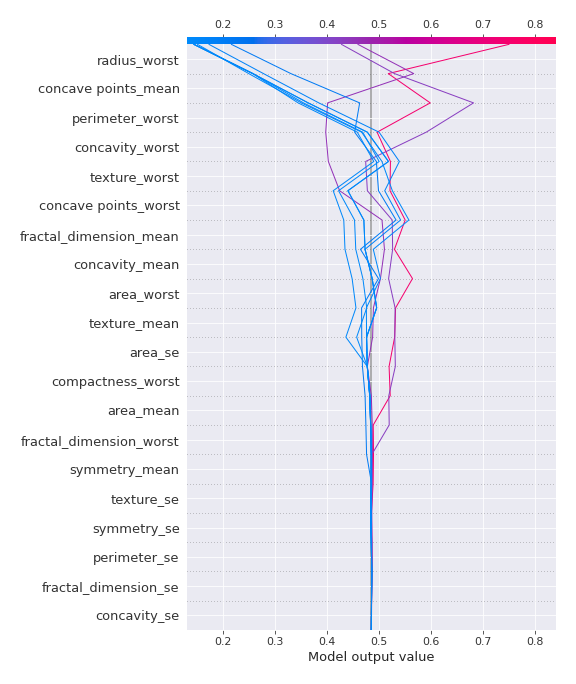 0.2 0.3 0.4 0.5 0.6 0.7 0.8
radius_worst
concave points_mean
perimeter_worst
concavity_worst
texture_worst
concave points_worst
fractal_dimension_mean
concavity_mean
area_worst
texture_mean
area_se
compactness_worst
area_mean
fractal_dimension_worst
symmetry_mean
texture_se
symmetry_se
perimeter_se
fractal_dimension_se
concavity_se
0.2 0.3 0.4 0.5 0.6 0.7 0.8
Model output value